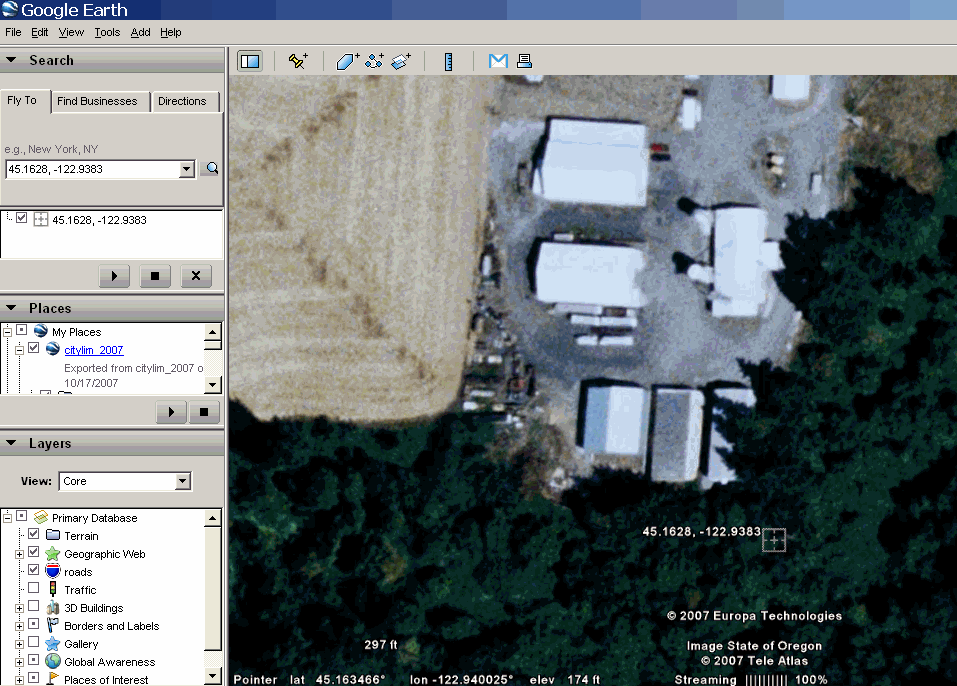 Google Earth
File Edit View Tools Add Help
Search
Fly To Find Businesses Directions
e.g., New York, NY
45.1628, -122.9383
45.1628, -122.9383
Places
My Places
citylim_2007
Exported from citylim_2007 o
10/17/2007
Layers
View: Core
Primary Database
Terrain
Geographic Web
roads
Traffic
3D Buildings
Borders and Labels
Gallery
Global Awareness
Places of Interest
45.1628, -122.9383
© 2007 Europa Technologies
297 ft
Image State of Oregon
© 2007 Tele Atlas
Pointer lat 45.163466° lon -122.940025° elev 174 ft Streaming |||||||||| 100%